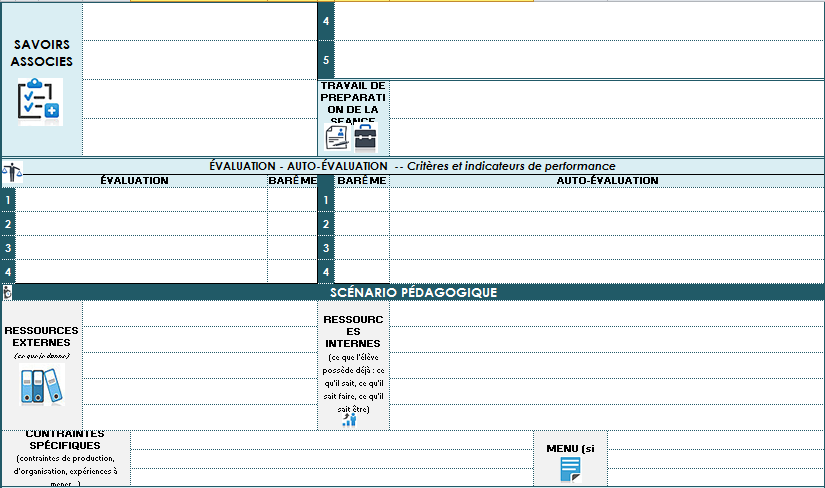 4
SAVOIRS
ASSOCIES
5
TRAVAIL DE
PREPARATI
ON DE LA
SEANCE
ÉVALUATION - AUTO-ÉVALUATION -- Critères et indicateurs de performance
ÉVALUATION BARÊME BARÊME AUTO-ÉVALUATION
1 1
2 2
3 3
4 4
SCÉNARIO PÉDAGOGIQUE
RESSOURCES
EXTERNES
(ce que je donne)
RESSOURC
ES
INTERNES
(ce que l'élève
possède déjà : ce
qu'il sait, ce qu'il
sait faire, ce qu'il
sait être)
CONTRAINTES
SPÉCIFIQUES
(contraintes de production,
d'organisation, expériences à
mener...)
MENU (si